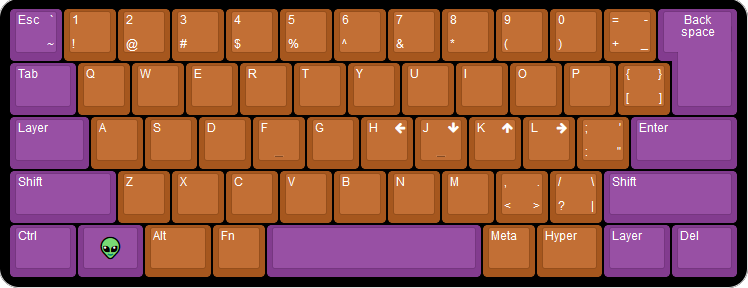 Esc ` 1 2 3 4 5 6 7 8 9 0 = - Back
space
~ ! @ # $ % ^ & * ( ) + _
Tab Q W E R T Y U I O P { }
[ ]
Layer A S D F G H ← J ↓ K ↑ L → ; ' Enter
_ _ : "
Shift Z X C V B N M , . / \ Shift
< > ? |
Ctrl Alt Fn Meta Hyper Layer Del